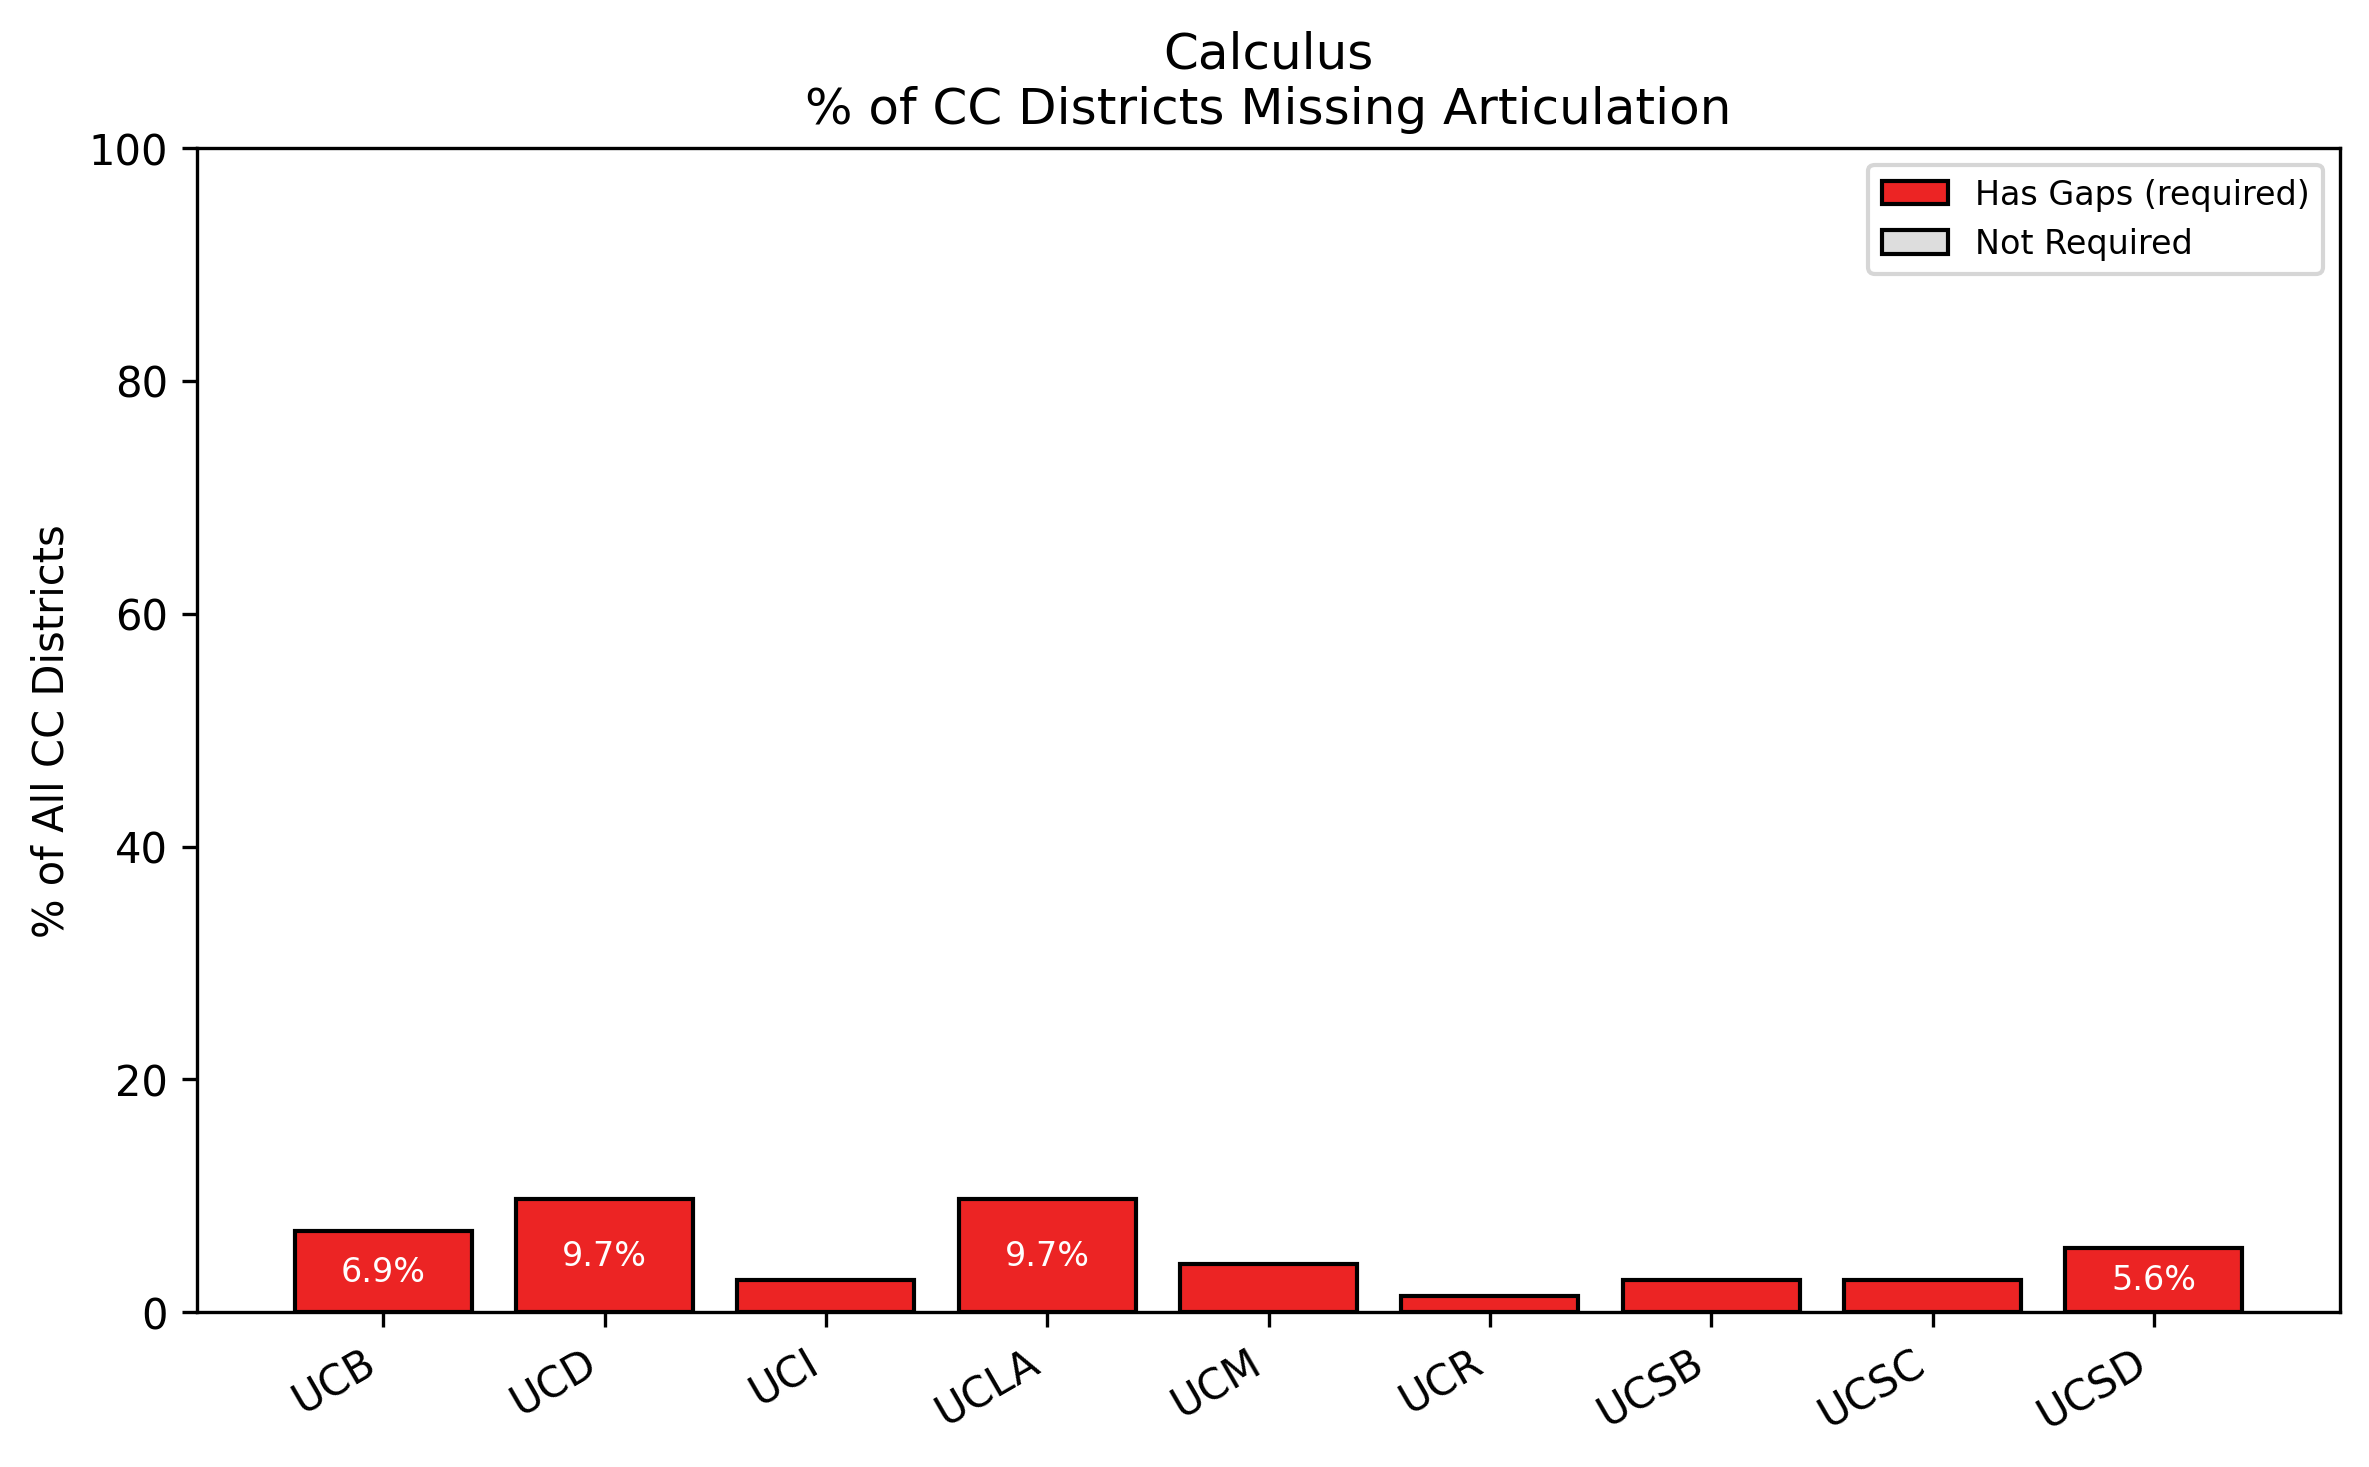 Calculus
% of CC Districts Missing Articulation
100
80
60
40
20
0
% of All CC Districts
Has Gaps (required)
Not Required
6.9%
9.7%
9.7%
5.6%
UCB
UCD
UCI
UCLA
UCM
UCR
UCSB
UCSC
UCSD